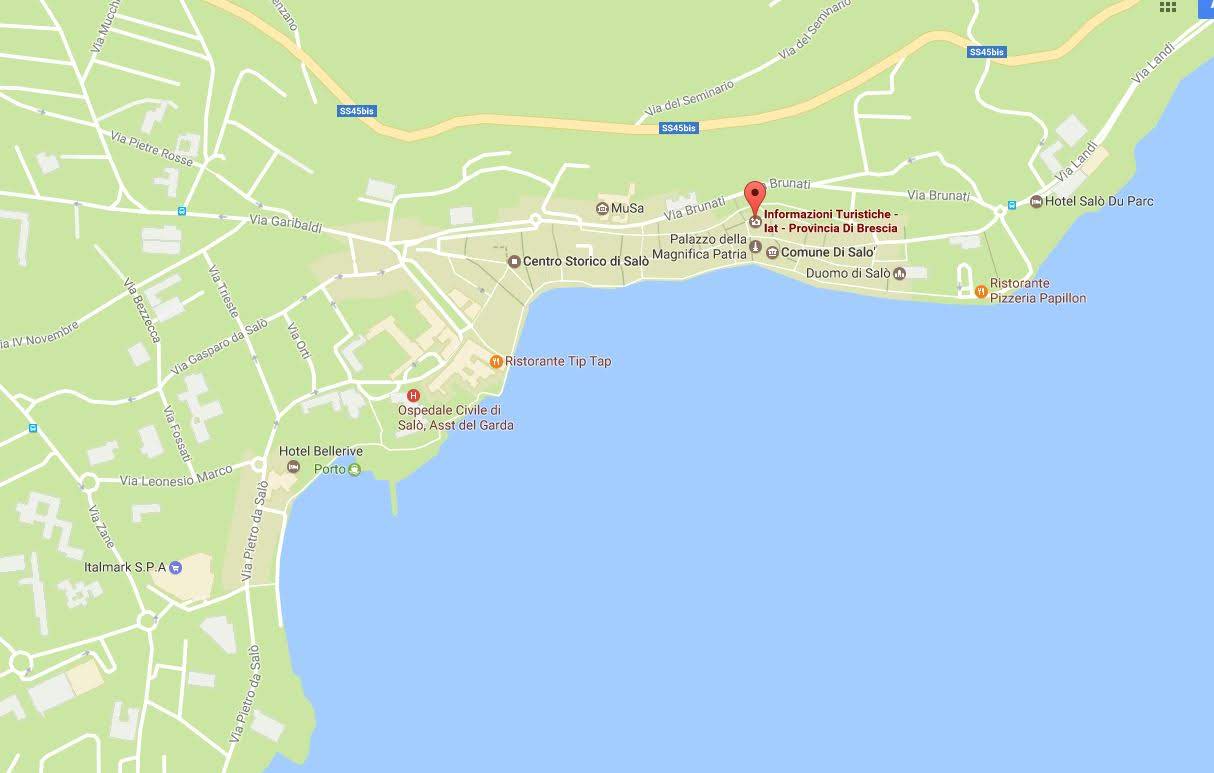 Via Mucchi
enzano
Via del Seminario
SS45bis
Via Landi
SS45bis
Via del Seminario
SS45bis
Via Pietre Rosse
Via Landi
Brunati
Via Brunati
Hotel Salò Du Parc
MuSa
Via Brunati
Informazioni Turistiche -
Iat - Provincia Di Brescia
Via Garibaldi
Palazzo della
Magnifica Patria
Comune Di Salo'
Centro Storico di Salò
Duomo di Salò
Ristorante
Pizzeria Papillon
Via Trieste
Via Bezzecca
ia IV Novembre
Via Gasparo da Salò
Via Orti
Ristorante Tip Tap
H
Ospedale Civile di
Salò, Asst del Garda
Via Fossati
Hotel Bellerive
Porto
Via Leonesio Marco
Via Zane
Via Pietro da Salò
Italmark S.P.A
Via Pietro da Salò